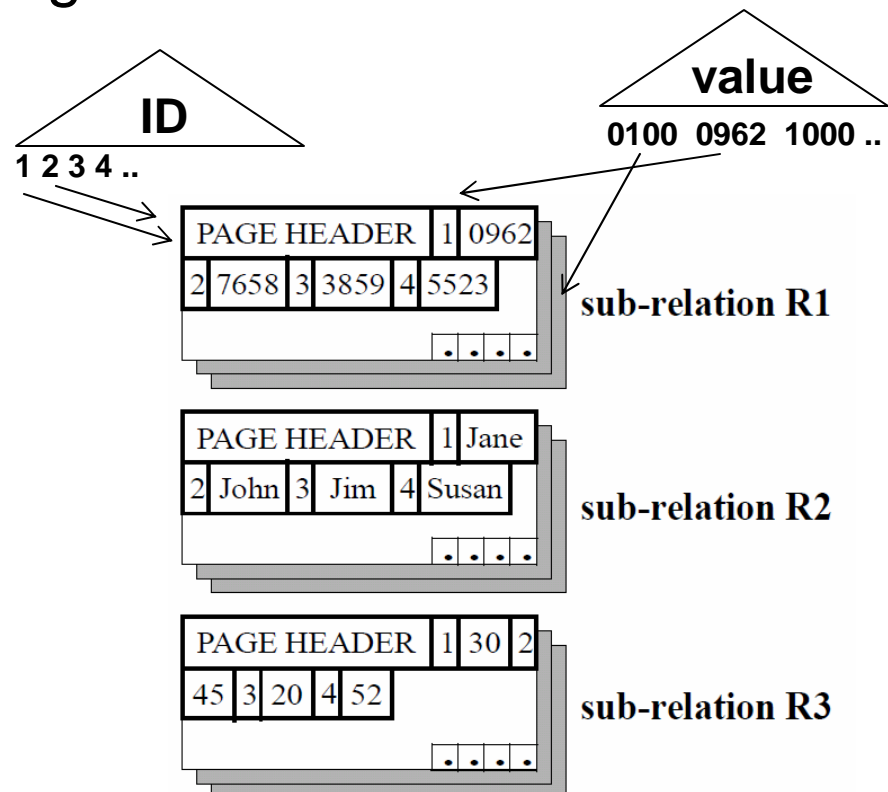 value
ID
0100 0962 1000 ..
1 2 3 4 ..
PAGE HEADER 1 0962
2 7658 3 3859 4 5523
sub-relation R1
. . . .
PAGE HEADER 1 Jane
2 John 3 Jim 4 Susan
sub-relation R2
. . . .
PAGE HEADER 1 30 2
45 3 20 4 52
sub-relation R3
. . . .